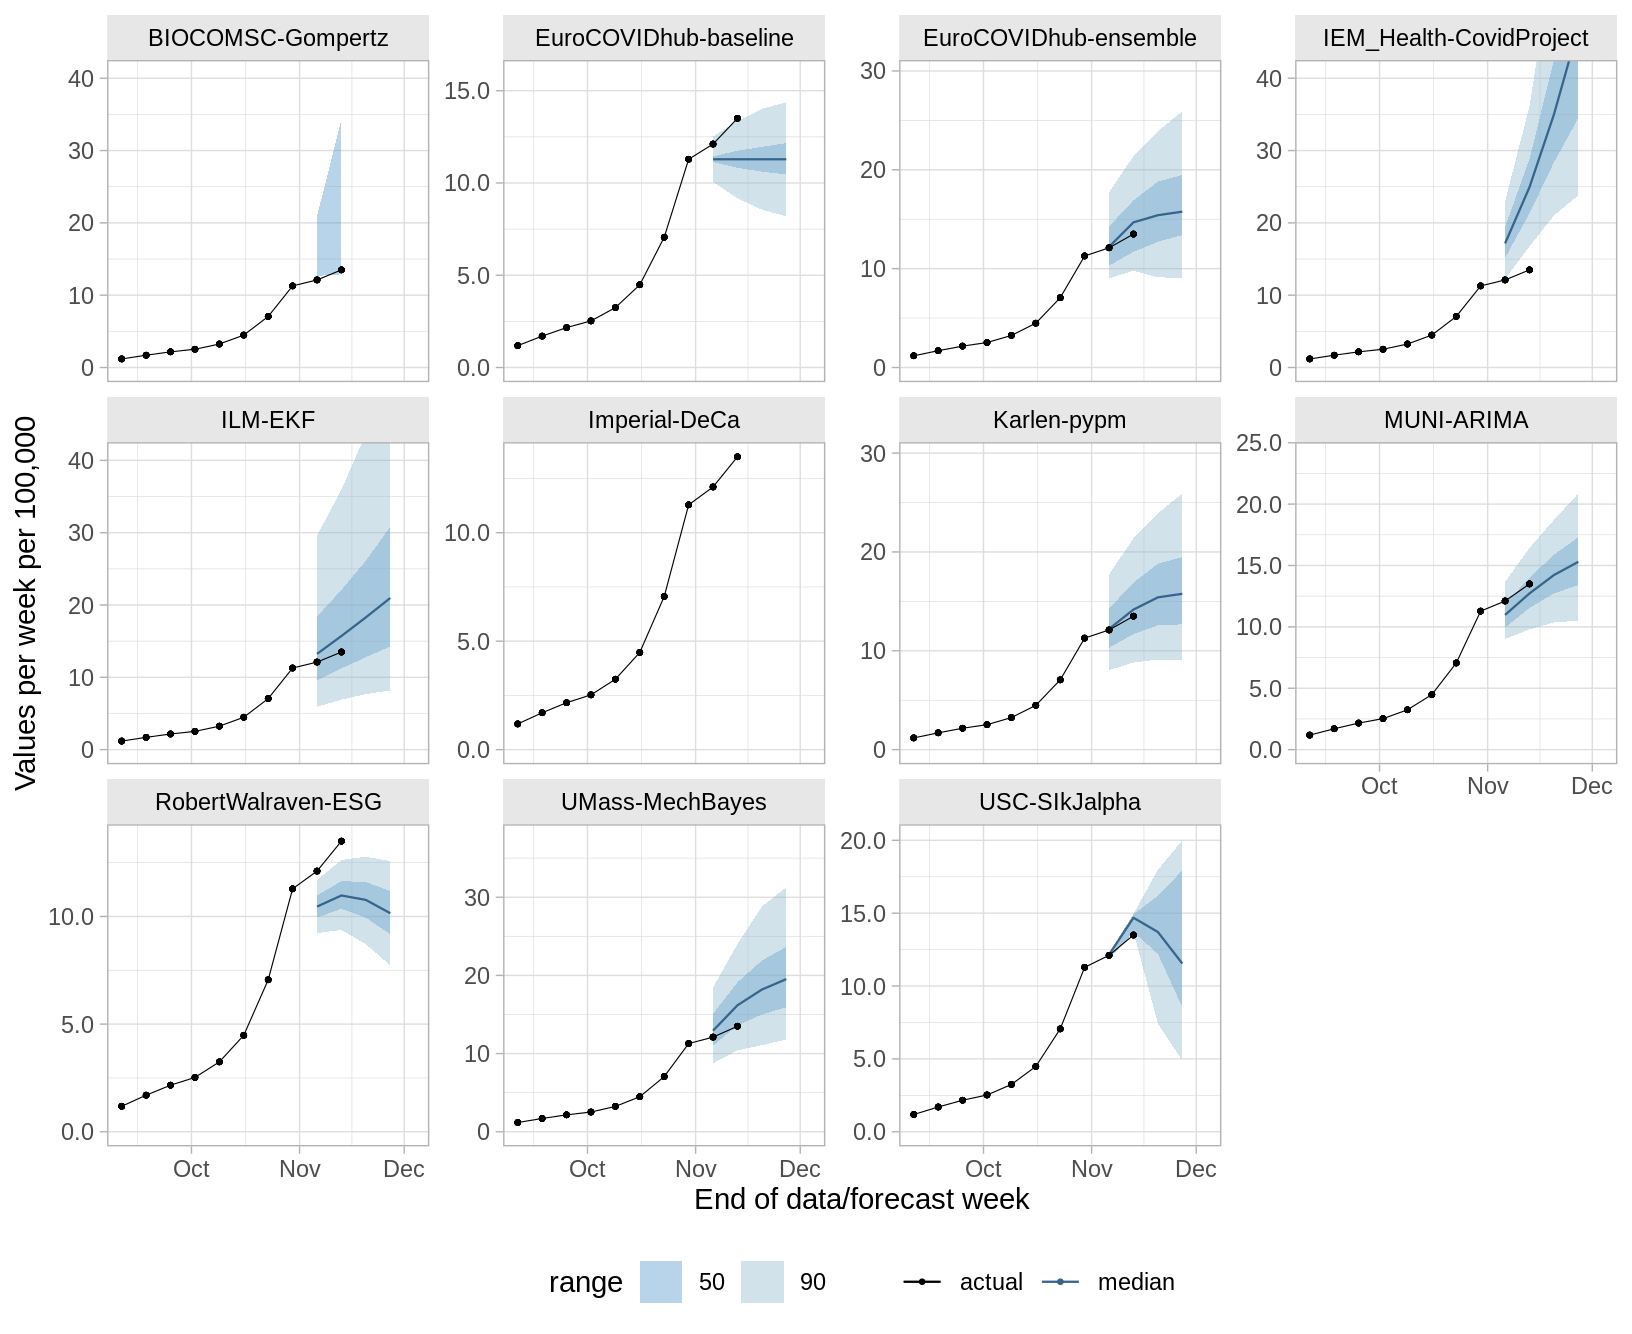 BIOCOMSC-Gompertz
EuroCOVIDhub-baseline
EuroCOVIDhub-ensemble
IEM_Health-CovidProject
40
30
20
10
0
15.0
10.0
5.0
0.0
30
20
10
0
40
30
20
10
0
ILM-EKF
Imperial-DeCa
Karlen-pypm
MUNI-ARIMA
40
30
20
10
0
10.0
5.0
0.0
30
20
10
0
25.0
20.0
15.0
10.0
5.0
0.0
Oct Nov Dec
RobertWalraven-ESG
UMass-MechBayes
USC-SIkJalpha
10.0
5.0
0.0
30
20
10
0
20.0
15.0
10.0
5.0
0.0
Oct Nov Dec
Oct Nov Dec
Oct Nov Dec
Values per week per 100,000
End of data/forecast week
range 50 90 actual median